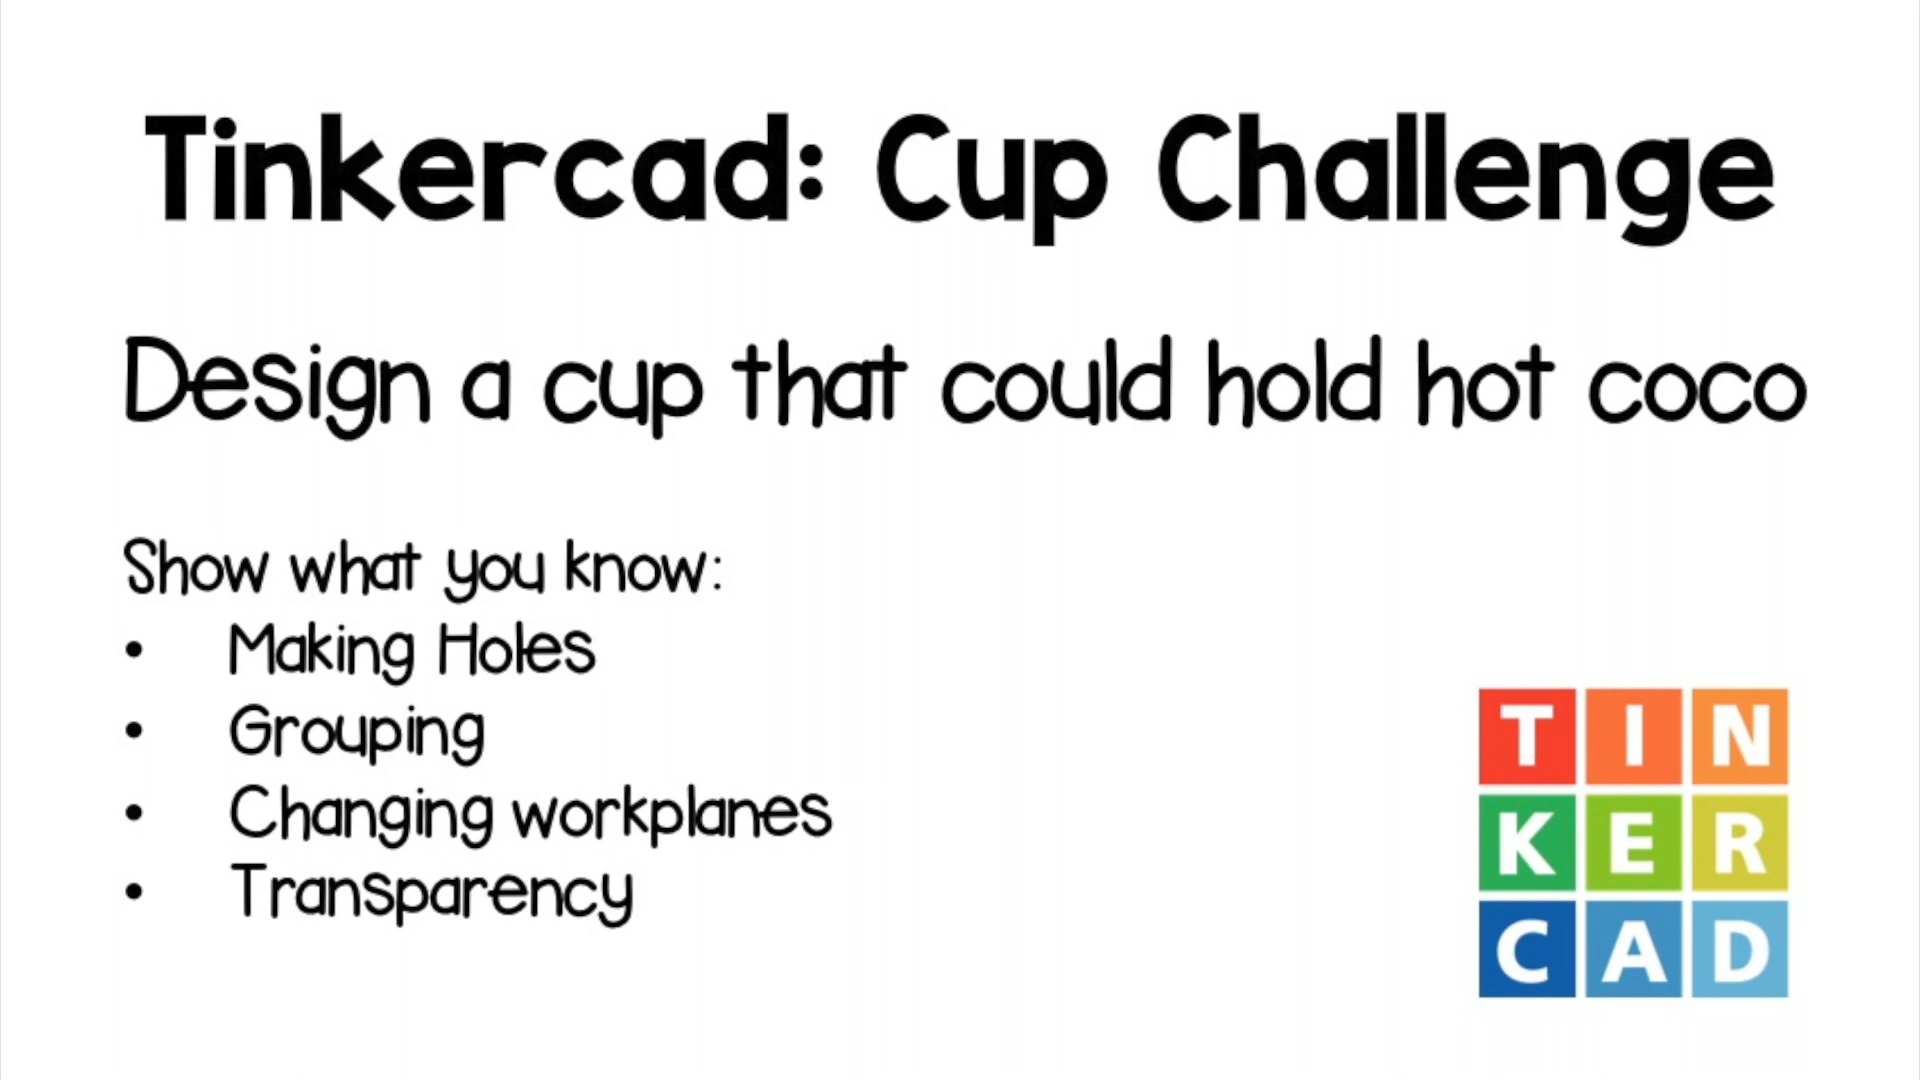 Tinkercad: Cup Challenge
Design a cup that could hold hot coco
Show what you know:
• Making Holes
• Grouping
• Changing workplanes
• Transparency
TIN
KER
CAD